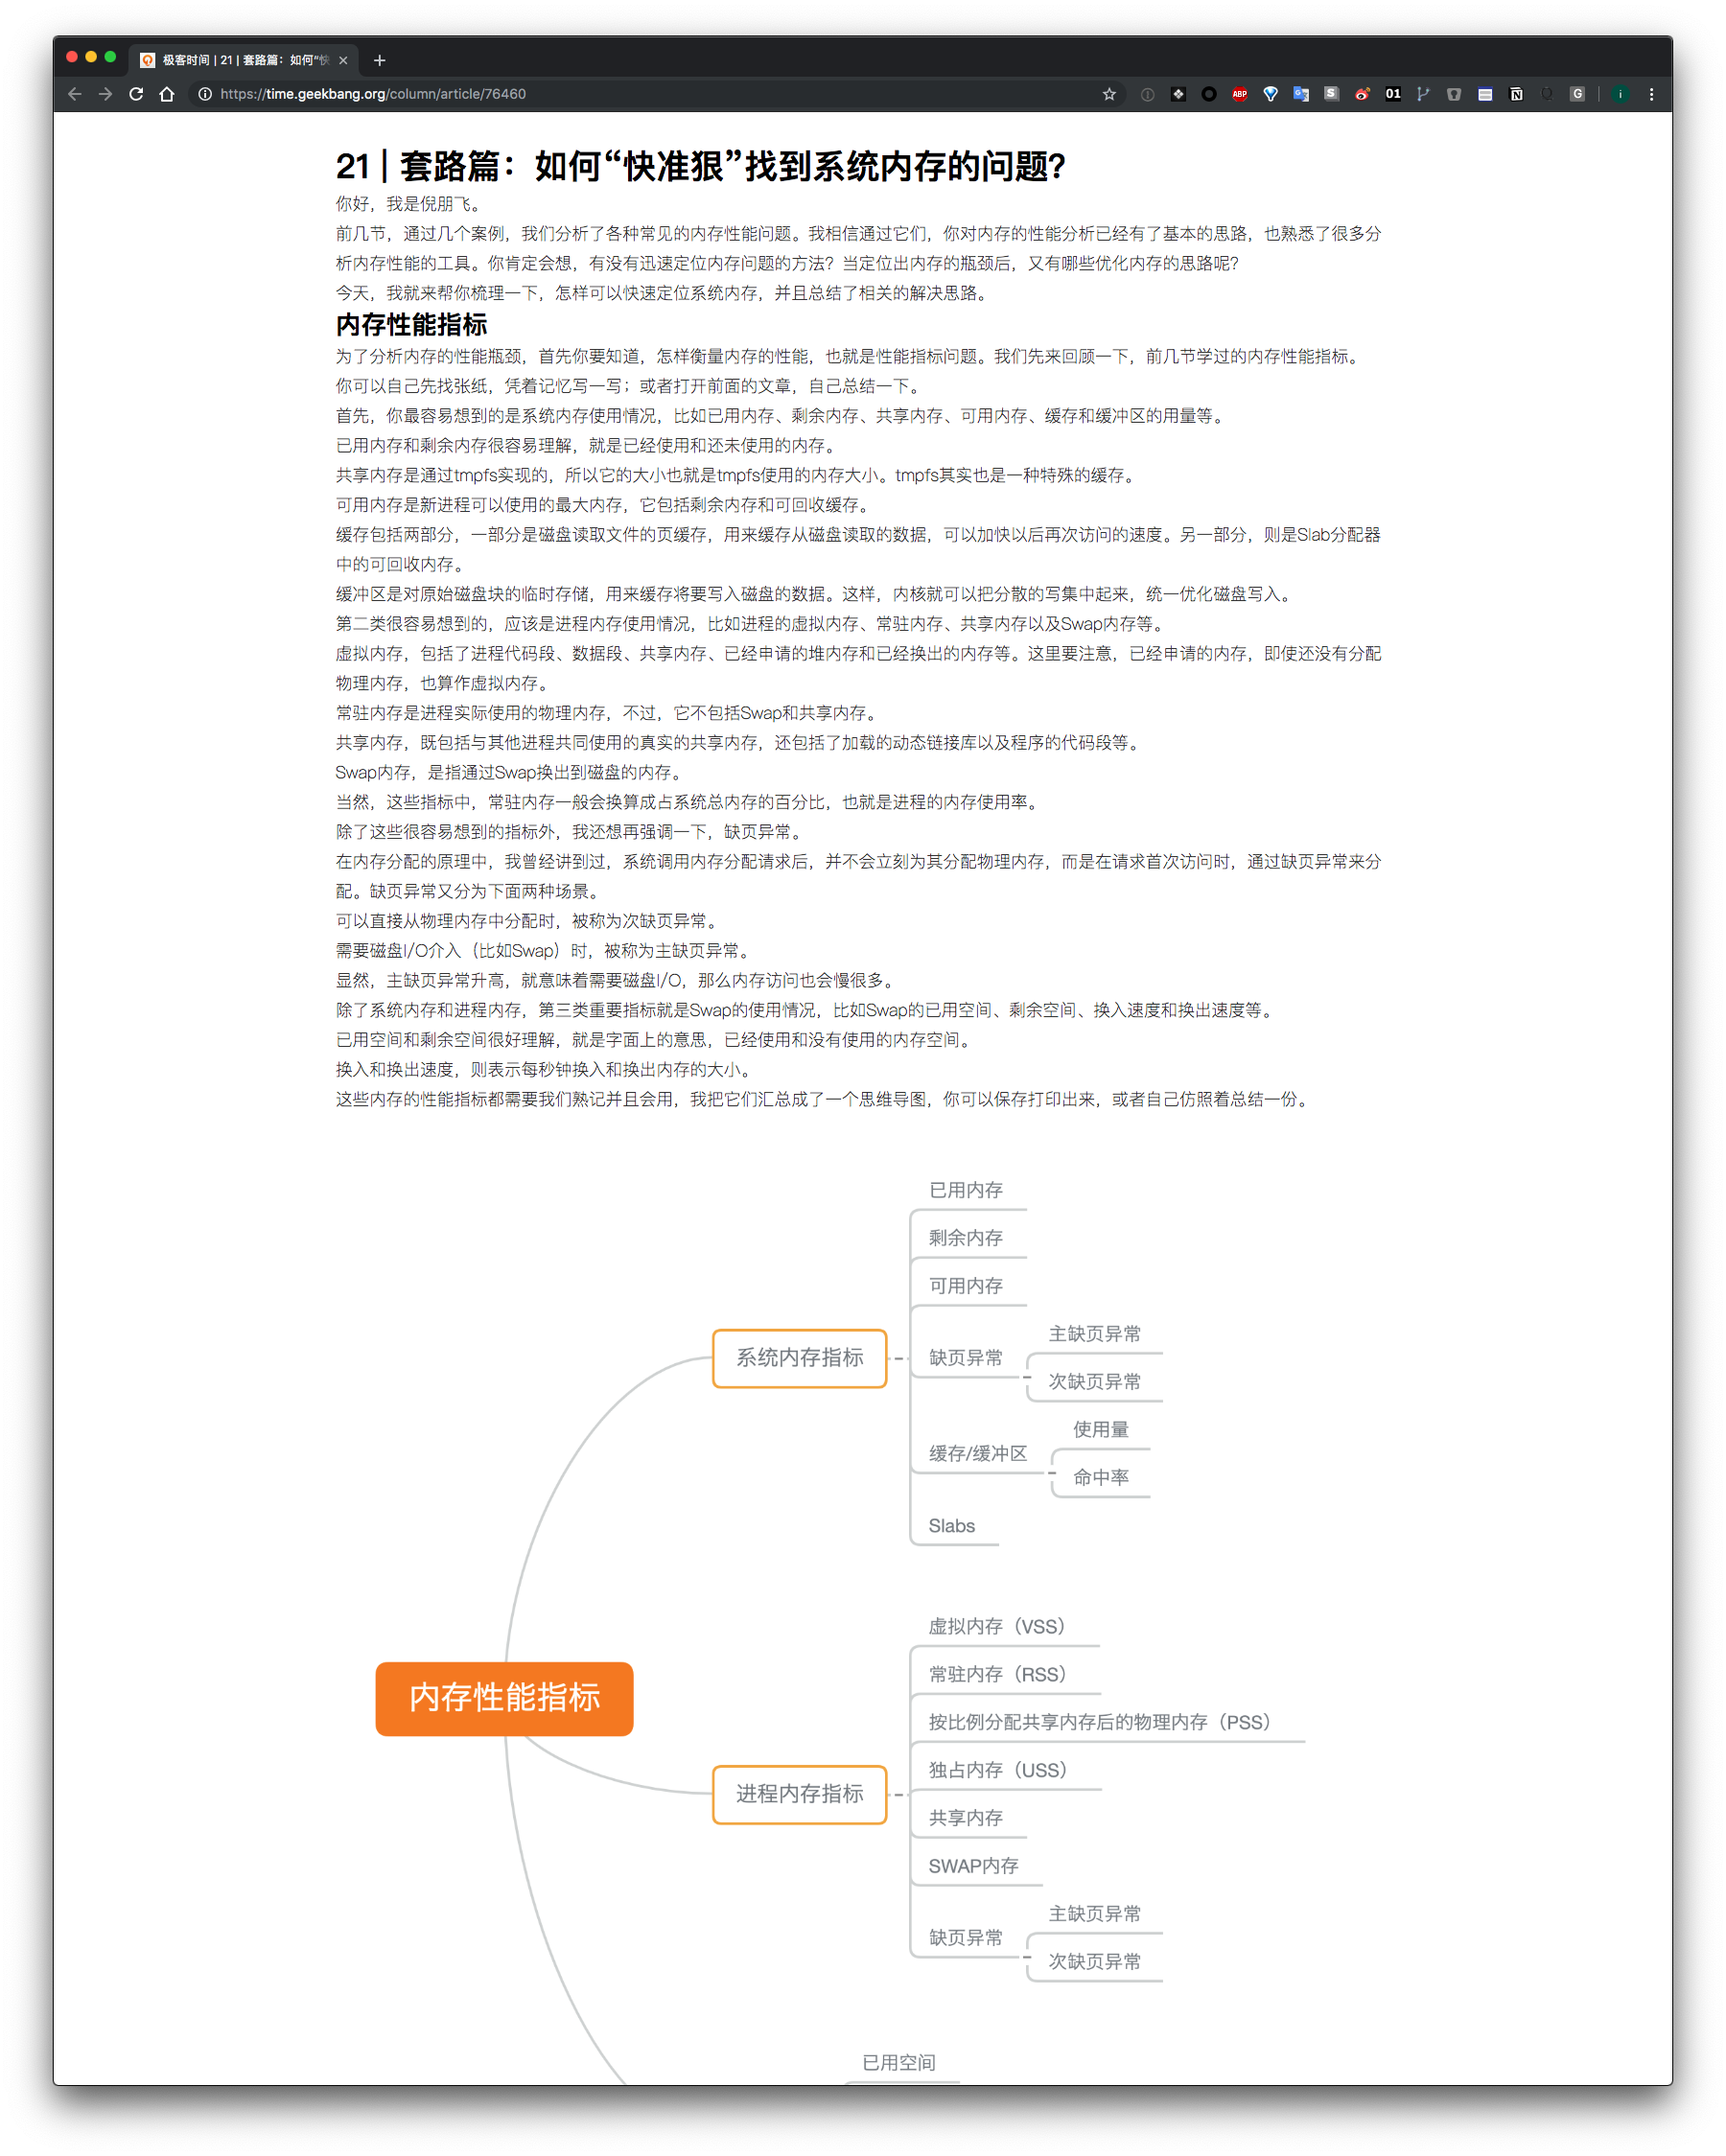 极客时间 | 21 | 套路篇：如何“快
https://time.geekbang.org/column/article/76460
ABP
01
G
21 | 套路篇：如何“快准狠”找到系统内存的问题？
你好，我是倪朋飞。
前几节，通过几个案例，我们分析了各种常见的内存性能问题。我相信通过它们，你对内存的性能分析已经有了基本的思路，也熟悉了很多分
析内存性能的工具。你肯定会想，有没有迅速定位内存问题的方法？当定位出内存的瓶颈后，又有哪些优化内存的思路呢？
今天，我就来帮你梳理一下，怎样可以快速定位系统内存，并且总结了相关的解决思路。
内存性能指标
为了分析内存的性能瓶颈，首先你要知道，怎样衡量内存的性能，也就是性能指标问题。我们先来回顾一下，前几节学过的内存性能指标。
你可以自己先找张纸，凭着记忆写一写；或者打开前面的文章，自己总结一下。
首先，你最容易想到的是系统内存使用情况，比如已用内存、剩余内存、共享内存、可用内存、缓存和缓冲区的用量等。
已用内存和剩余内存很容易理解，就是已经使用和还未使用的内存。
共享内存是通过tmpfs实现的，所以它的大小也就是tmpfs使用的内存大小。tmpfs其实也是一种特殊的缓存。
可用内存是新进程可以使用的最大内存，它包括剩余内存和可回收缓存。
缓存包括两部分，一部分是磁盘读取文件的页缓存，用来缓存从磁盘读取的数据，可以加快以后再次访问的速度。另一部分，则是Slab分配器
中的可回收内存。
缓冲区是对原始磁盘块的临时存储，用来缓存将要写入磁盘的数据。这样，内核就可以把分散的写集中起来，统一优化磁盘写入。
第二类很容易想到的，应该是进程内存使用情况，比如进程的虚拟内存、常驻内存、共享内存以及Swap内存等。
虚拟内存，包括了进程代码段、数据段、共享内存、已经申请的堆内存和已经换出的内存等。这里要注意，已经申请的内存，即使还没有分配
物理内存，也算作虚拟内存。
常驻内存是进程实际使用的物理内存，不过，它不包括Swap和共享内存。
共享内存，既包括与其他进程共同使用的真实的共享内存，还包括了加载的动态链接库以及程序的代码段等。
Swap内存，是指通过Swap换出到磁盘的内存。
当然，这些指标中，常驻内存一般会换算成占系统总内存的百分比，也就是进程的内存使用率。
除了这些很容易想到的指标外，我还想再强调一下，缺页异常。
在内存分配的原理中，我曾经讲到过，系统调用内存分配请求后，并不会立刻为其分配物理内存，而是在请求首次访问时，通过缺页异常来分
配。缺页异常又分为下面两种场景。
可以直接从物理内存中分配时，被称为次缺页异常。
需要磁盘I/O介入（比如Swap）时，被称为主缺页异常。
显然，主缺页异常升高，就意味着需要磁盘I/O，那么内存访问也会慢很多。
除了系统内存和进程内存，第三类重要指标就是Swap的使用情况，比如Swap的已用空间、剩余空间、换入速度和换出速度等。
已用空间和剩余空间很好理解，就是字面上的意思，已经使用和没有使用的内存空间。
换入和换出速度，则表示每秒钟换入和换出内存的大小。
这些内存的性能指标都需要我们熟记并且会用，我把它们汇总成了一个思维导图，你可以保存打印出来，或者自己仿照着总结一份。
内存性能指标
系统内存指标
已用内存
剩余内存
可用内存
缺页异常
主缺页异常
次缺页异常
缓存/缓冲区
使用量
命中率
Slabs
进程内存指标
虚拟内存（VSS）
常驻内存（RSS）
按比例分配共享内存后的物理内存（PSS）
独占内存（USS）
共享内存
SWAP内存
缺页异常
主缺页异常
次缺页异常
已用空间